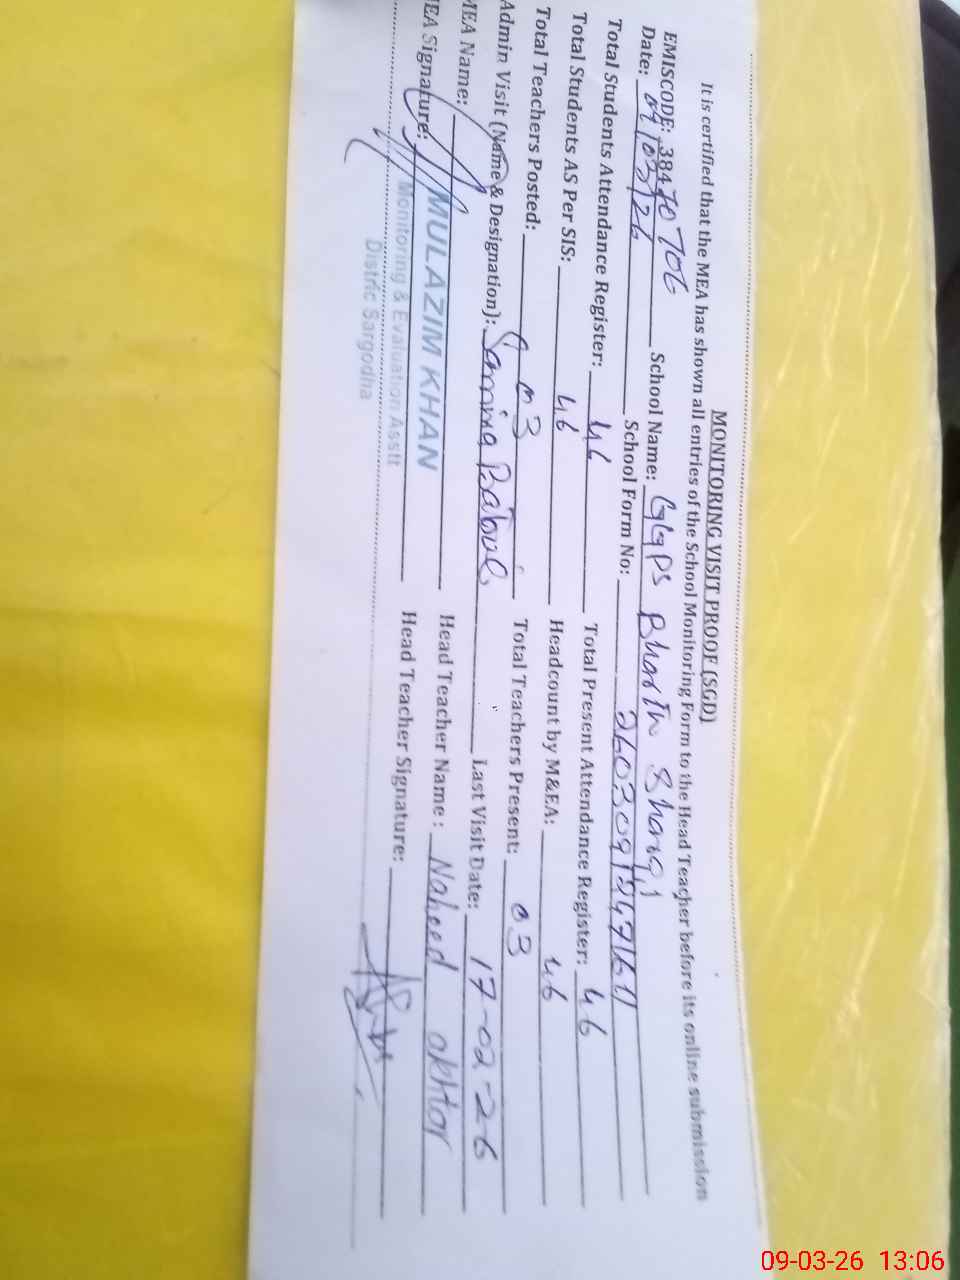 MONITORING VISIT PROOF (SGD)
It is certified that the MEA has shown all entries of the School Monitoring Form to the Head Teacher before its online submission
EMISCODE: 38470706 School Name: GGPS Bharth Shargi
Date: 09/03/26 School Form No:
Total Students Attendance Register: 46 Total Present Attendance Register: 46
Total Students AS Per SIS: 46 Headcount by M&EA: 46
Total Teachers Posted: 03 Total Teachers Present: 03
Admin Visit (Name & Designation): Samina Batool Last Visit Date: 17-02-26
MEA Name: MULAZIM KHAN Head Teacher Name: Naheed akhtar
EA Signature: Head Teacher Signature:
Monitoring & Evaluation Asstt
Distric Sargodha
09-03-26 13:06